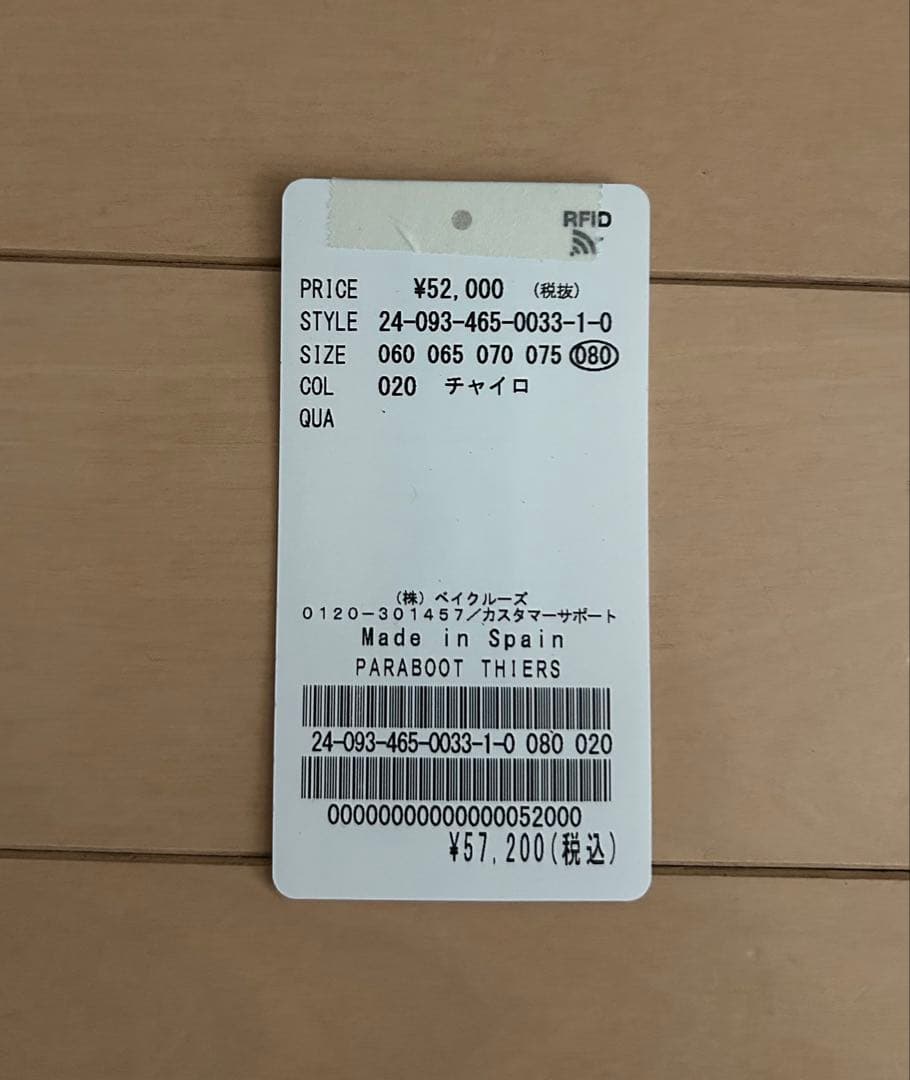 RFID
PRICE ¥52,000 (税抜)
STYLE 24-093-465-0033-1-0
SIZE 060 065 070 075 080
COL 020 チャイロ
QUA
(株) ベイクルーズ
0120-301457/カスタマーサポート
Made in Spain
PARABOOT THIERS
24-093-465-0033-1-0 080 020
00000000000000052000
¥57,200(税込)